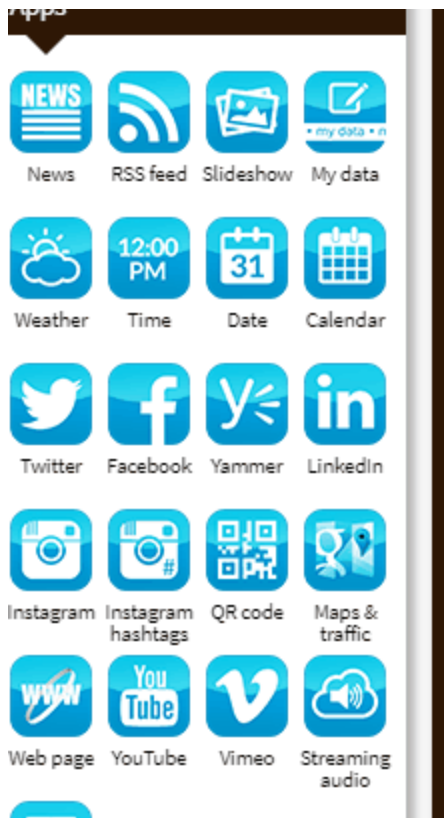 Apps
NEWS
• my data • n
News RSS feed Slideshow My data
12:00
PM
31
Weather Time Date Calendar
f y in
Twitter Facebook Yammer LinkedIn
#
Instagram Instagram QR code Maps &
hashtags traffic
www
You
Tube
V
Web page YouTube Vimeo Streaming
audio